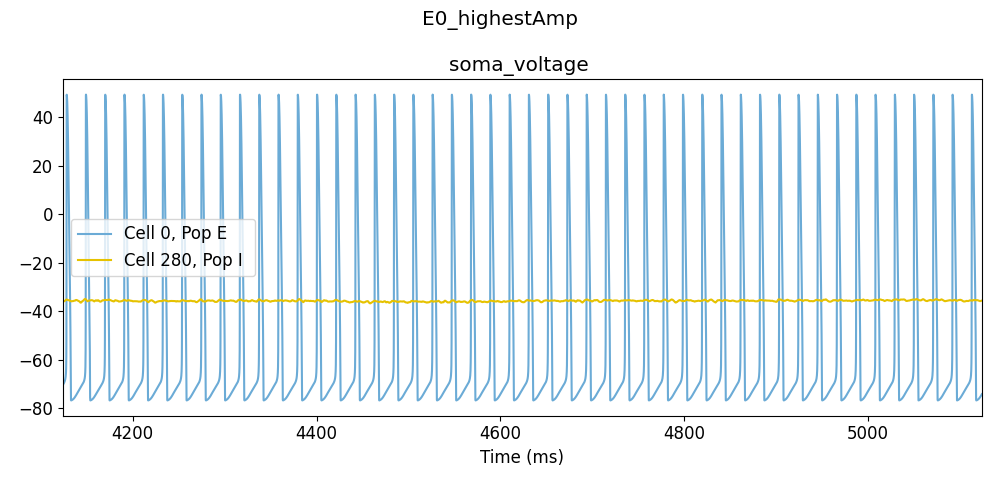 E0_highestAmp
soma_voltage
40
20
0
−20
−40
−60
−80
Cell 0, Pop E
Cell 280, Pop I
4200 4400 4600 4800 5000
Time (ms)